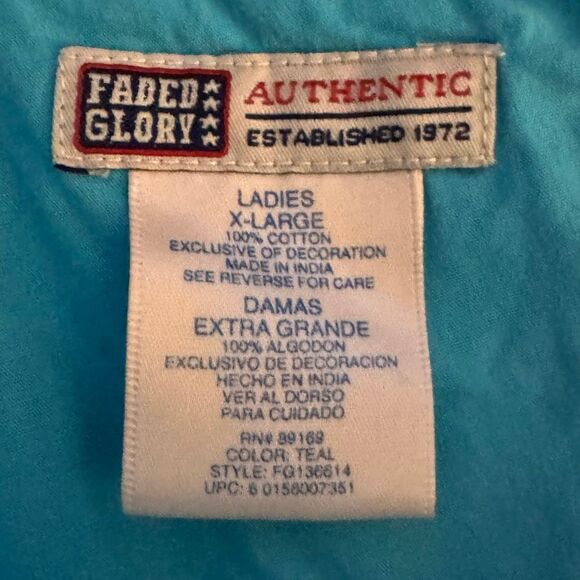 FADED
GLORY
AUTHENTIC
ESTABLISHED 1972
LADIES
X-LARGE
100% COTTON
EXCLUSIVE OF DECORATION
MADE IN INDIA
SEE REVERSE FOR CARE
DAMAS
EXTRA GRANDE
100% ALGODON
EXCLUSIVO DE DECORACION
HECHO EN INDIA
VER AL DORSO
PARA CUIDADO
RN# 89169
COLOR: TEAL
STYLE: FG136614
UPC: 6 0156007351